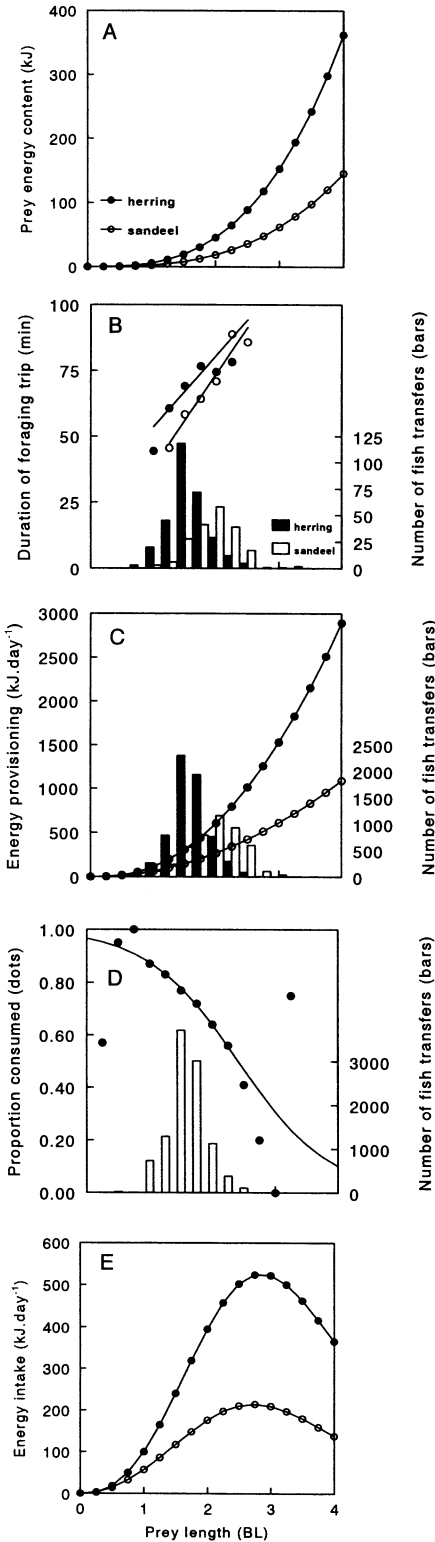 A
Prey energy content (kJ)
400
300
200
100
0
herring
sandeel
B
Duration of foraging trip (min)
100
75
50
25
0
Number of fish transfers (bars)
125
100
75
50
25
0
herring
sandeel
C
Energy provisioning (kJ.day⁻¹)
3000
2500
2000
1500
1000
500
0
Number of fish transfers (bars)
2500
2000
1500
1000
500
0
D
Proportion consumed (dots)
1.00
0.80
0.60
0.40
0.20
0.00
Number of fish transfers (bars)
3000
2000
1000
0
E
Energy intake (kJ.day⁻¹)
600
500
400
300
200
100
0
0 1 2 3 4
Prey length (BL)